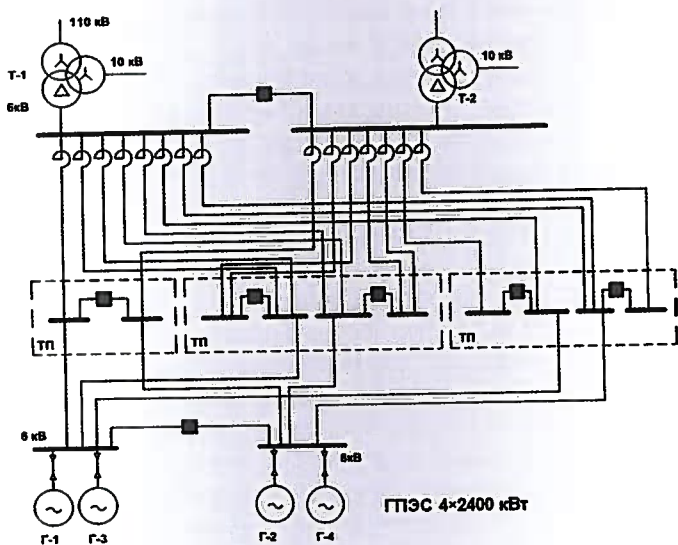 110 кВ
10 кВ
10 кВ
Т-1
Т-2
6кВ
ТП
ТП
ТП
6 кВ
6кВ
ГПЭС 4×2400 кВт
Г-1
Г-3
Г-2
Г-4